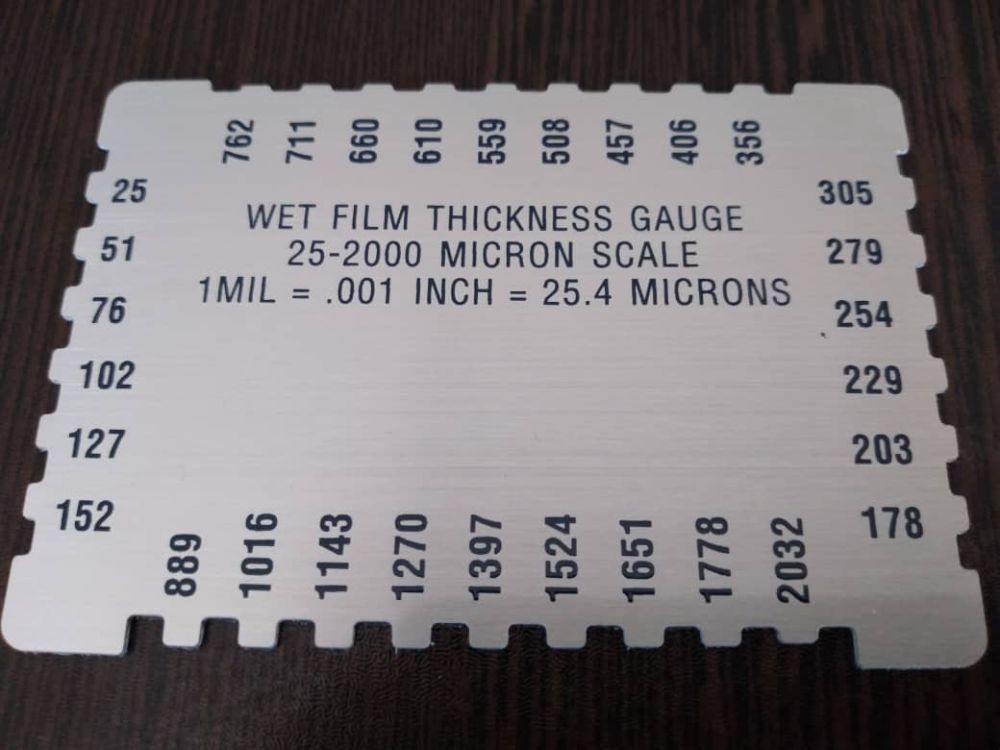 762 711 660 610 559 508 457 406 356
25 305
WET FILM THICKNESS GAUGE
51 279
25-2000 MICRON SCALE
1MIL = .001 INCH = 25.4 MICRONS
76 254
102 229
127 203
152 178
889 1016 1143 1270 1397 1524 1651 1778 2032